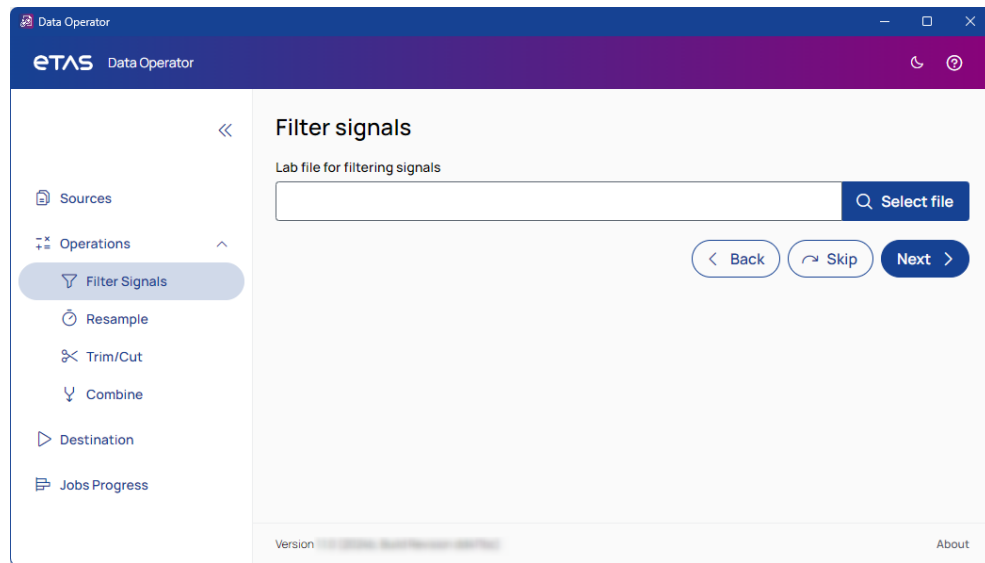 Data Operator
eTAS Data Operator
Filter signals
Lab file for filtering signals
Select file
Back
Skip
Next
Sources
Operations
Filter Signals
Resample
Trim/Cut
Combine
Destination
Jobs Progress
Version
About